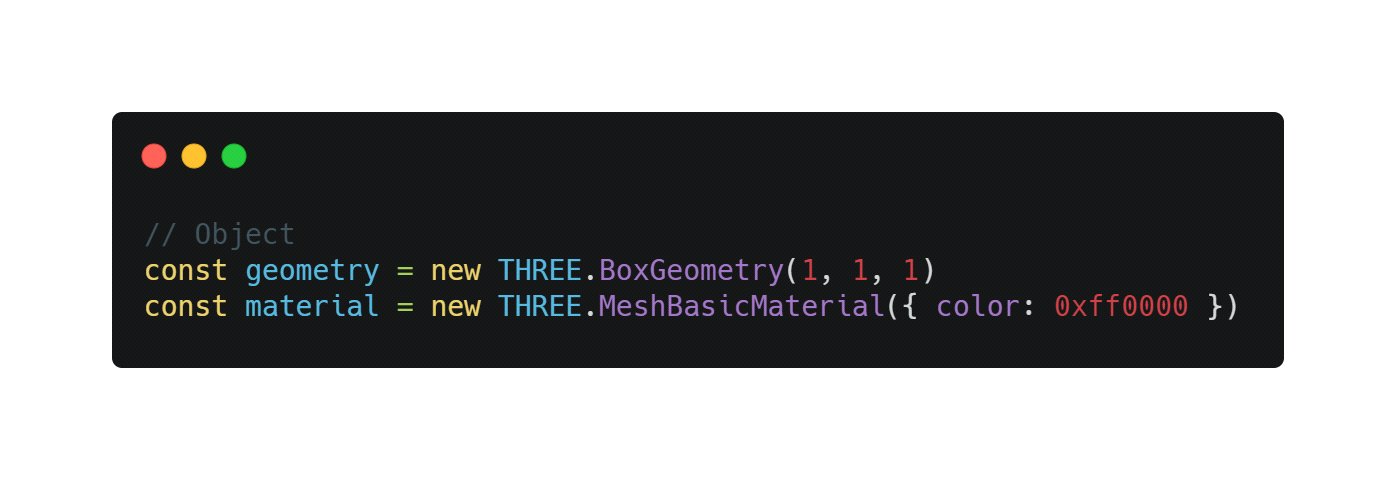 // Object
const geometry = new THREE.BoxGeometry(1, 1, 1)
const material = new THREE.MeshBasicMaterial({ color: 0xff0000 })